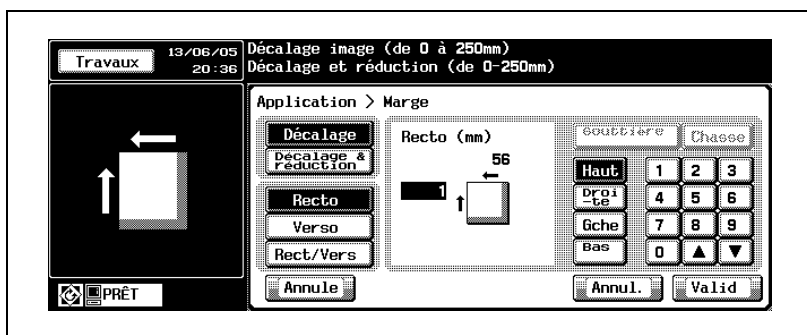 Travaux
13/06/05
20:36
Décalage image (de 0 à 250mm)
Décalage et réduction (de 0-250mm)
Application > Marge
Décalage
Décalage &
réduction
Recto
Verso
Rect/Vers
Annule
Recto (mm)
56
1
Gouttière
Chasse
Haut
1 2 3
Droi
-te
4 5 6
Gche
7 8 9
Bas
0 ▲ ▼
Annul.
Valid
PRÊT